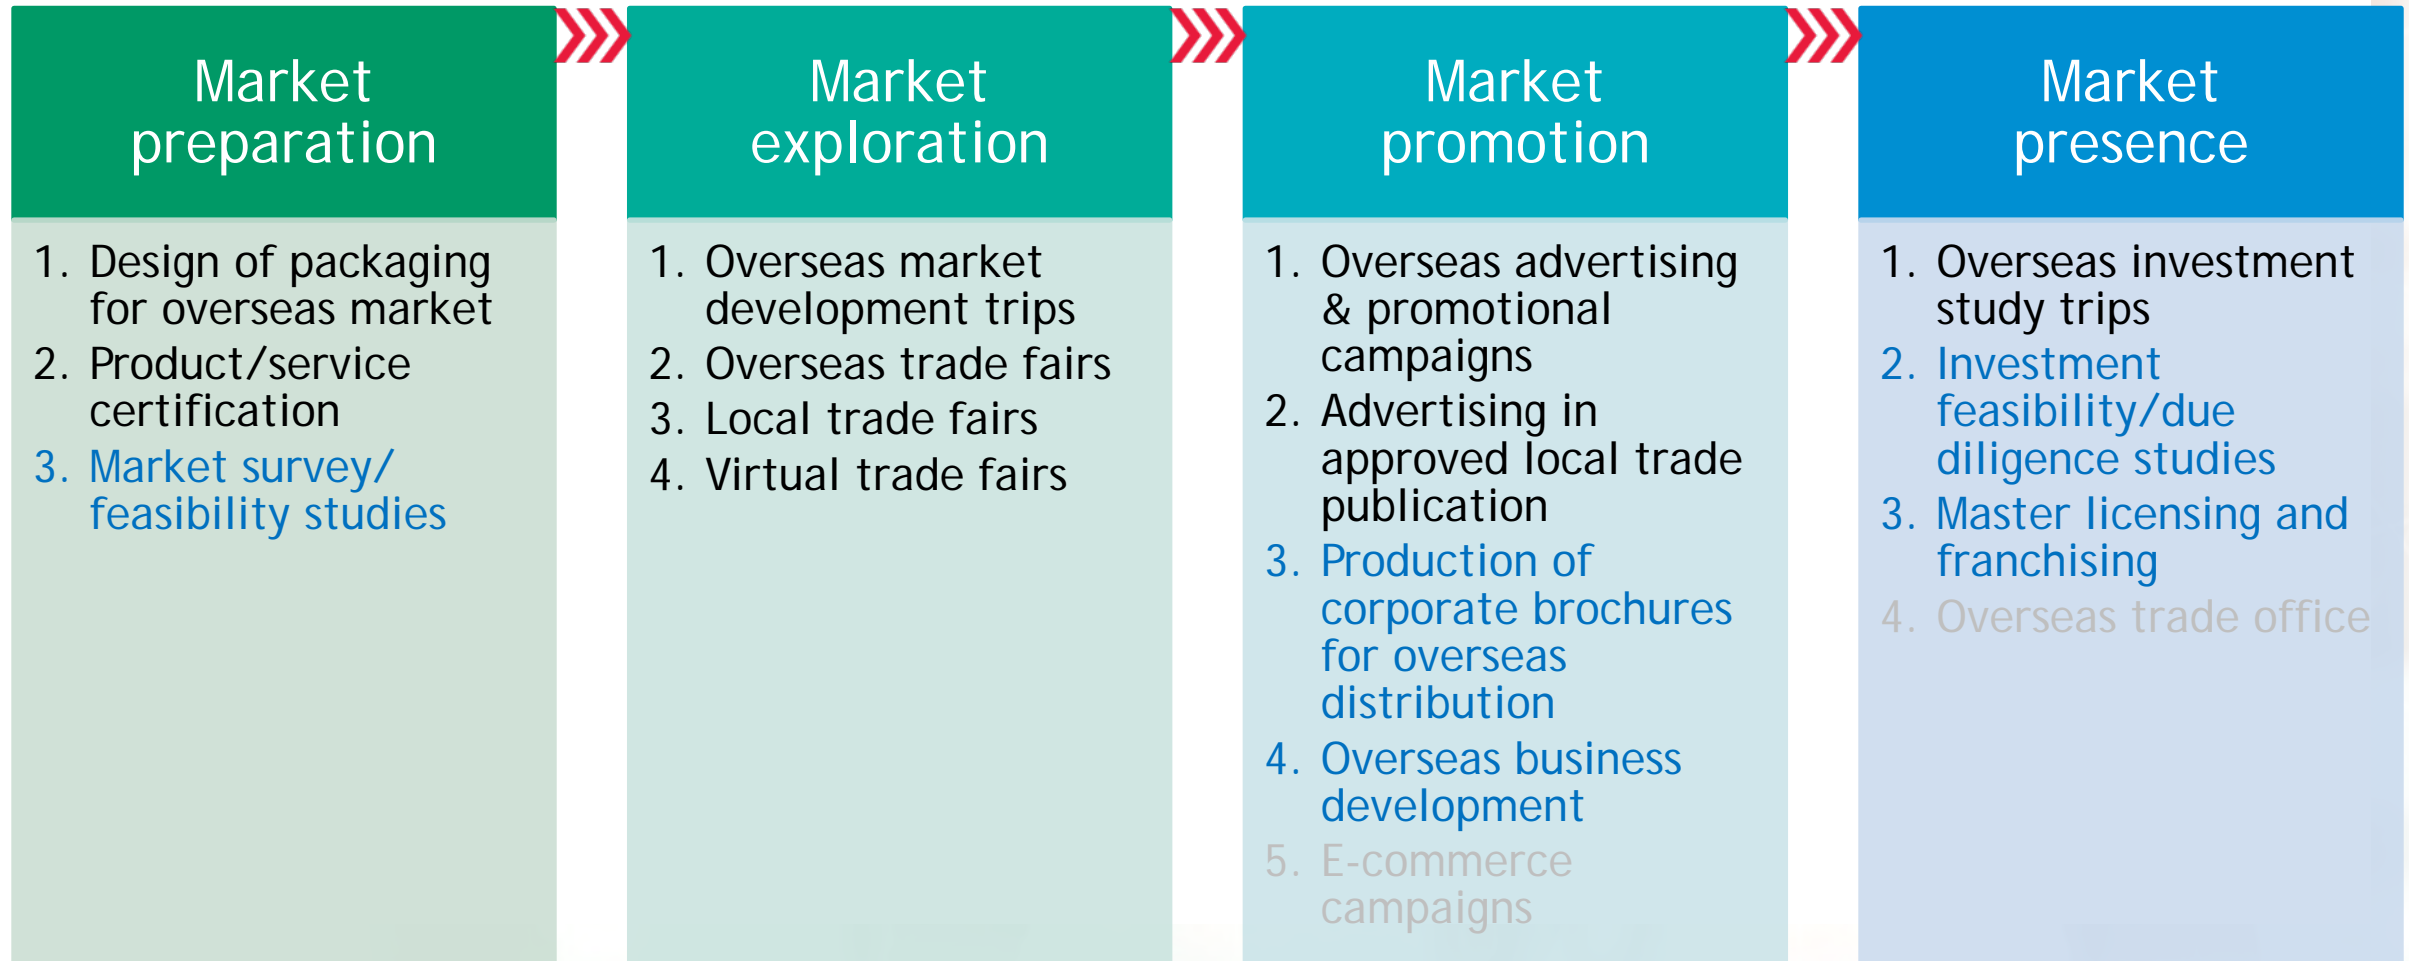 Market
preparation
1. Design of packaging
for overseas market
2. Product/service
certification
3. Market survey/
feasibility studies
Market
exploration
1. Overseas market
development trips
2. Overseas trade fairs
3. Local trade fairs
4. Virtual trade fairs
Market
promotion
1. Overseas advertising
& promotional
campaigns
2. Advertising in
approved local trade
publication
3. Production of
corporate brochures
for overseas
distribution
4. Overseas business
development
5. E-commerce
campaigns
Market
presence
1. Overseas investment
study trips
2. Investment
feasibility/due
diligence studies
3. Master licensing and
franchising
4. Overseas trade office